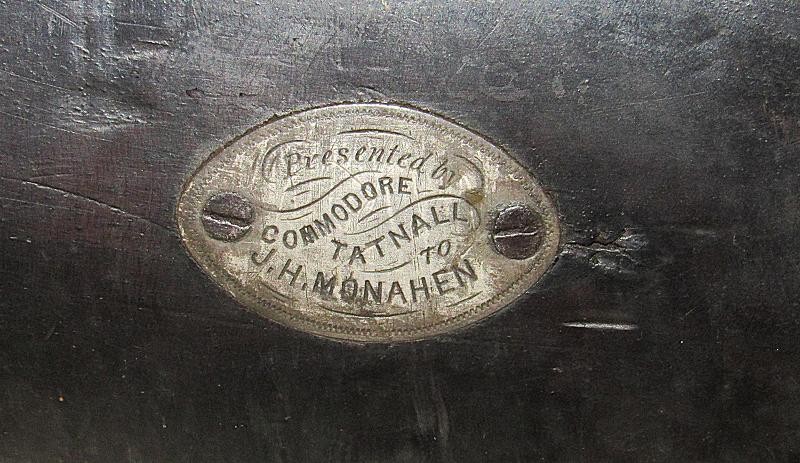 Presented by
COMMODORE
TATNALL
TO
J.H.MONAHEN